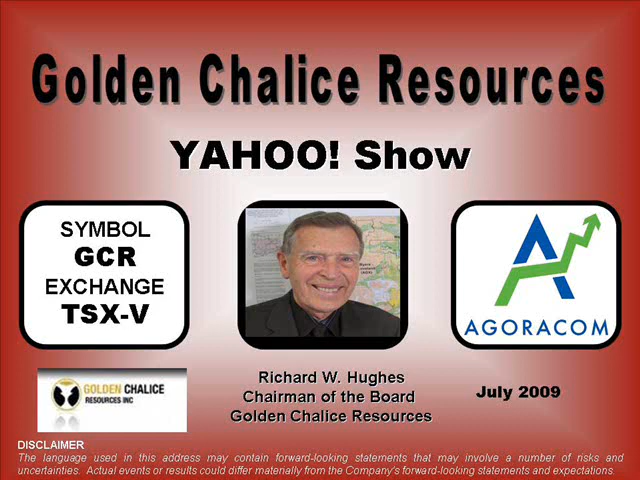 Golden Chalice Resources
YAHOO! Show
SYMBOL
GCR
EXCHANGE
TSX-V
AGORACOM
GOLDEN CHALICE
RESOURCES INC
Richard W. Hughes
Chairman of the Board
Golden Chalice Resources
July 2009
DISCLAIMER
The language used in this address may contain forward-looking statements that may involve a number of risks and
uncertainties. Actual events or results could differ materially from the Company's forward-looking statements and expectations.